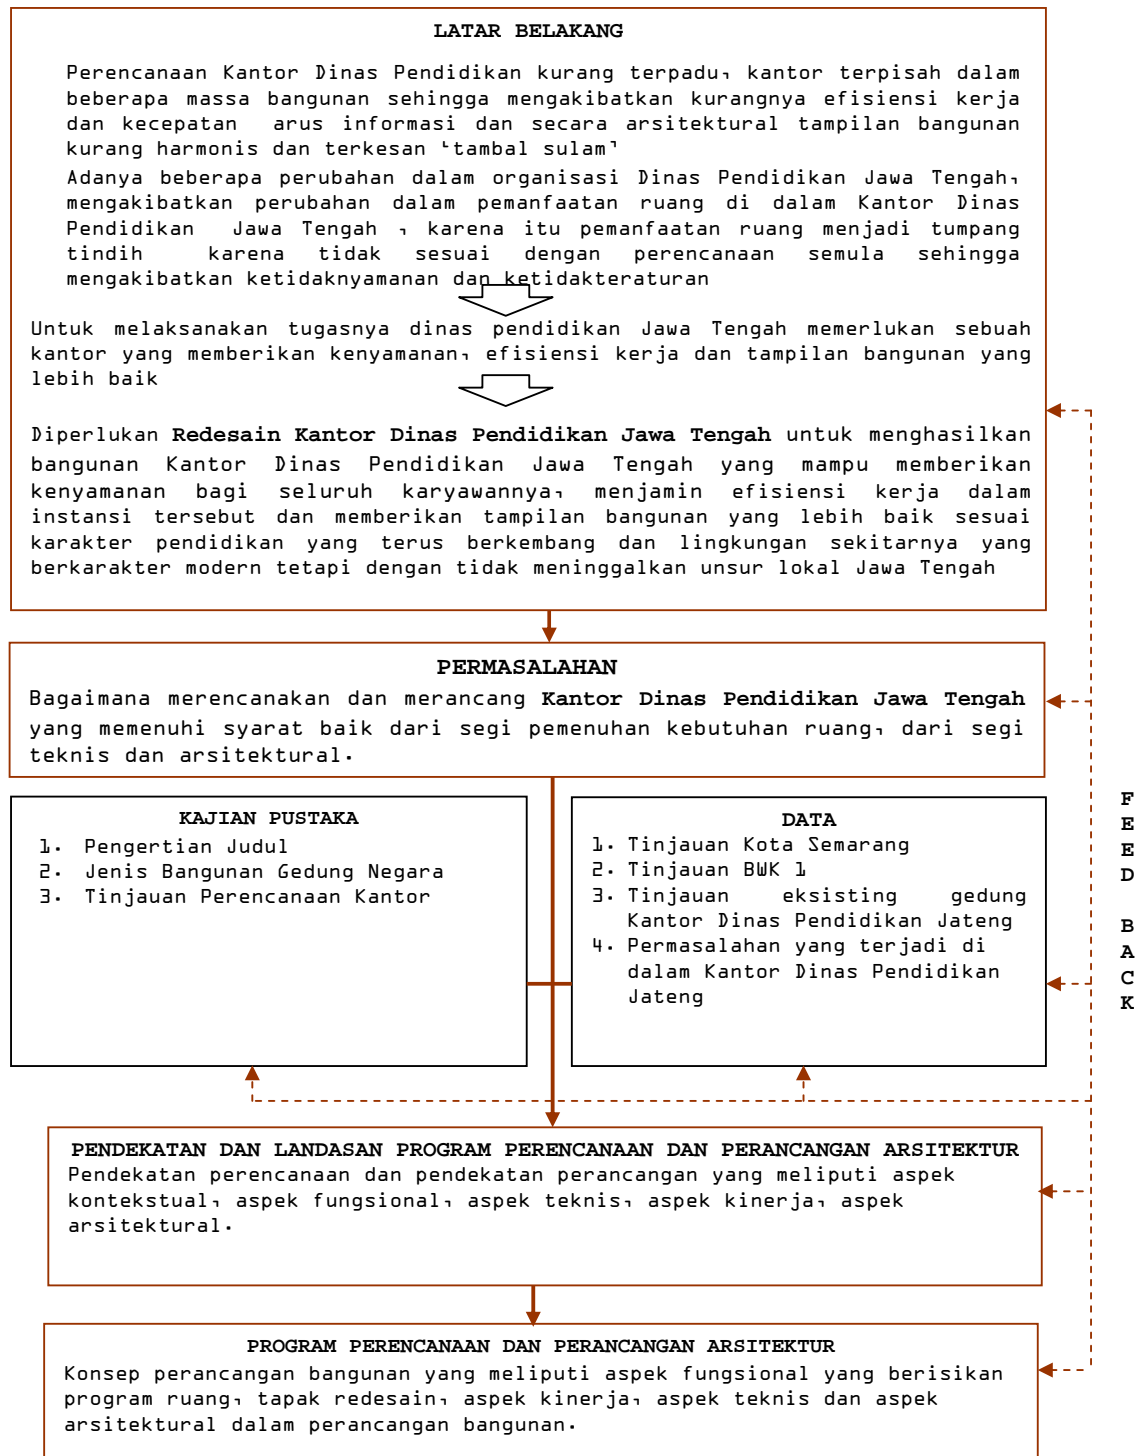 LATAR BELAKANG
Perencanaan Kantor Dinas Pendidikan kurang terpadu, kantor terpisah dalam
beberapa massa bangunan sehingga mengakibatkan kurangnya efisiensi kerja
dan kecepatan arus informasi dan secara arsitektural tampilan bangunan
kurang harmonis dan terkesan ‘tambal sulam’
Adanya beberapa perubahan dalam organisasi Dinas Pendidikan Jawa Tengah,
mengakibatkan perubahan dalam pemanfaatan ruang di dalam Kantor Dinas
Pendidikan Jawa Tengah , karena itu pemanfaatan ruang menjadi tumpang
tindih karena tidak sesuai dengan perencanaan semula sehingga
mengakibatkan ketidaknyamanan dan ketidakteraturan
Untuk melaksanakan tugasnya dinas pendidikan Jawa Tengah memerlukan sebuah
kantor yang memberikan kenyamanan, efisiensi kerja dan tampilan bangunan yang
lebih baik
Diperlukan Redesain Kantor Dinas Pendidikan Jawa Tengah untuk menghasilkan
bangunan Kantor Dinas Pendidikan Jawa Tengah yang mampu memberikan
kenyamanan bagi seluruh karyawannya, menjamin efisiensi kerja dalam
instansi tersebut dan memberikan tampilan bangunan yang lebih baik sesuai
karakter pendidikan yang terus berkembang dan lingkungan sekitarnya yang
berkarakter modern tetapi dengan tidak meninggalkan unsur lokal Jawa Tengah
PERMASALAHAN
Bagaimana merencanakan dan merancang Kantor Dinas Pendidikan Jawa Tengah
yang memenuhi syarat baik dari segi pemenuhan kebutuhan ruang, dari segi
teknis dan arsitektural.
KAJIAN PUSTAKA
1. Pengertian Judul
2. Jenis Bangunan Gedung Negara
3. Tinjauan Perencanaan Kantor
DATA
1. Tinjauan Kota Semarang
2. Tinjauan BWK 1
3. Tinjauan eksisting gedung
Kantor Dinas Pendidikan Jateng
4. Permasalahan yang terjadi di
dalam Kantor Dinas Pendidikan
Jateng
F
E
E
D
B
A
C
K
PENDEKATAN DAN LANDASAN PROGRAM PERENCANAAN DAN PERANCANGAN ARSITEKTUR
Pendekatan perencanaan dan pendekatan perancangan yang meliputi aspek
kontekstual, aspek fungsional, aspek teknis, aspek kinerja, aspek
arsitektural.
PROGRAM PERENCANAAN DAN PERANCANGAN ARSITEKTUR
Konsep perancangan bangunan yang meliputi aspek fungsional yang berisikan
program ruang, tapak redesain, aspek kinerja, aspek teknis dan aspek
arsitektural dalam perancangan bangunan.